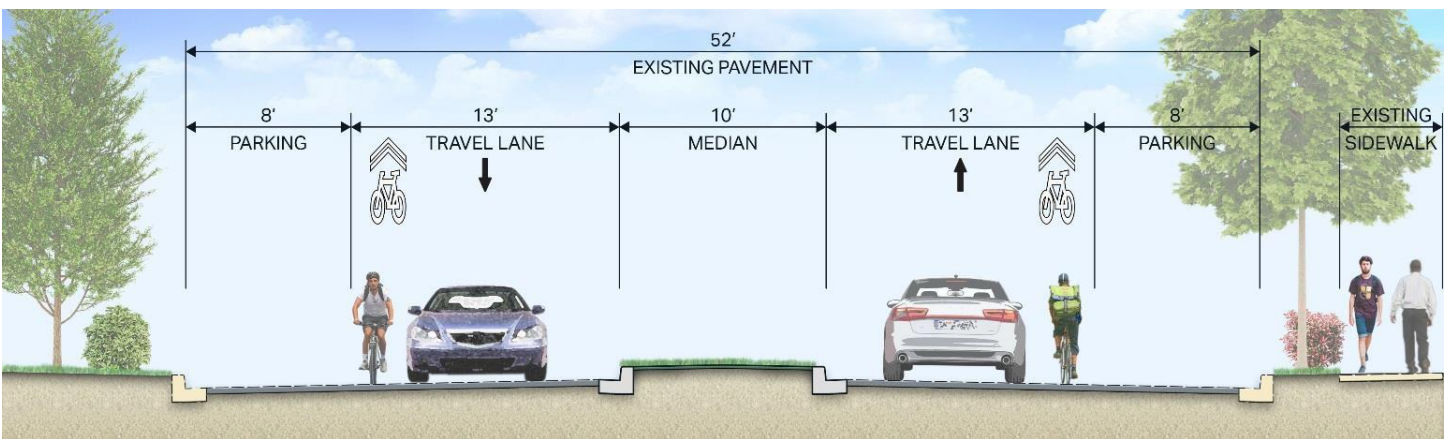 52′
EXISTING PAVEMENT
8′
PARKING
13′
TRAVEL LANE
10′
MEDIAN
13′
TRAVEL LANE
8′
PARKING
EXISTING
SIDEWALK